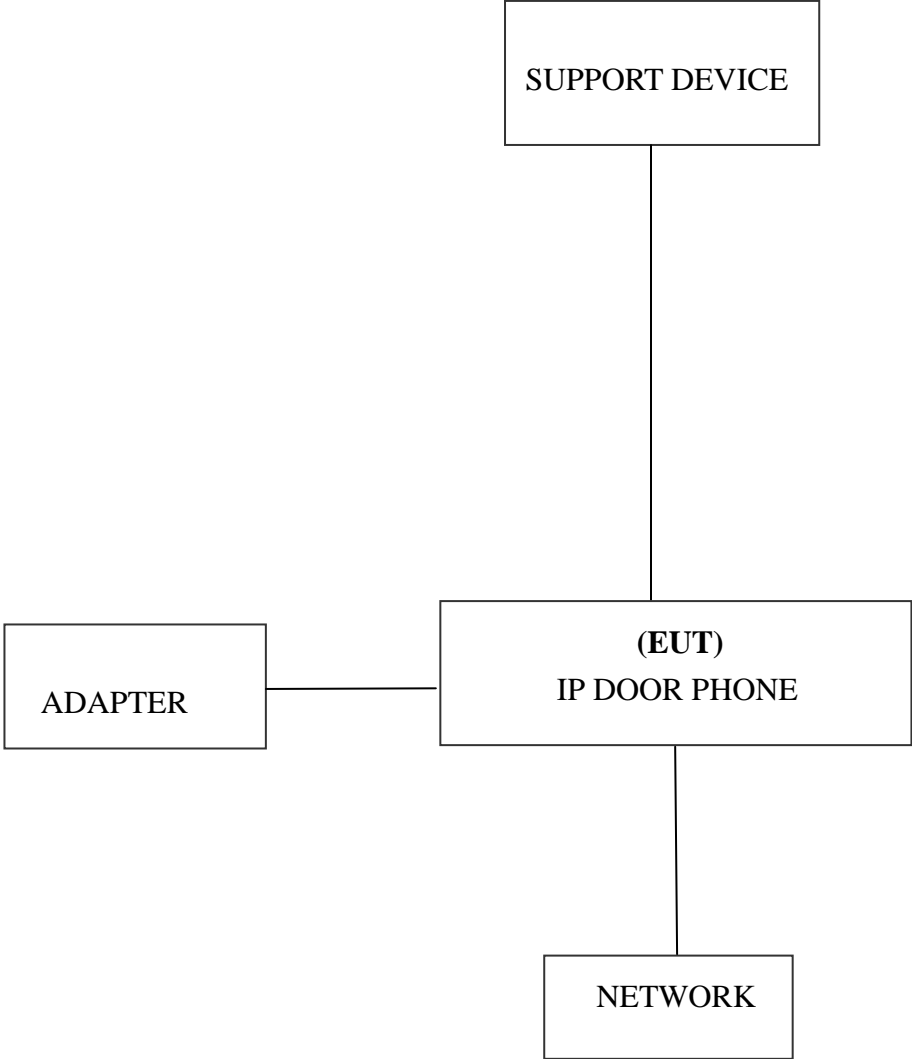 SUPPORT DEVICE
(EUT)
IP DOOR PHONE
ADAPTER
NETWORK